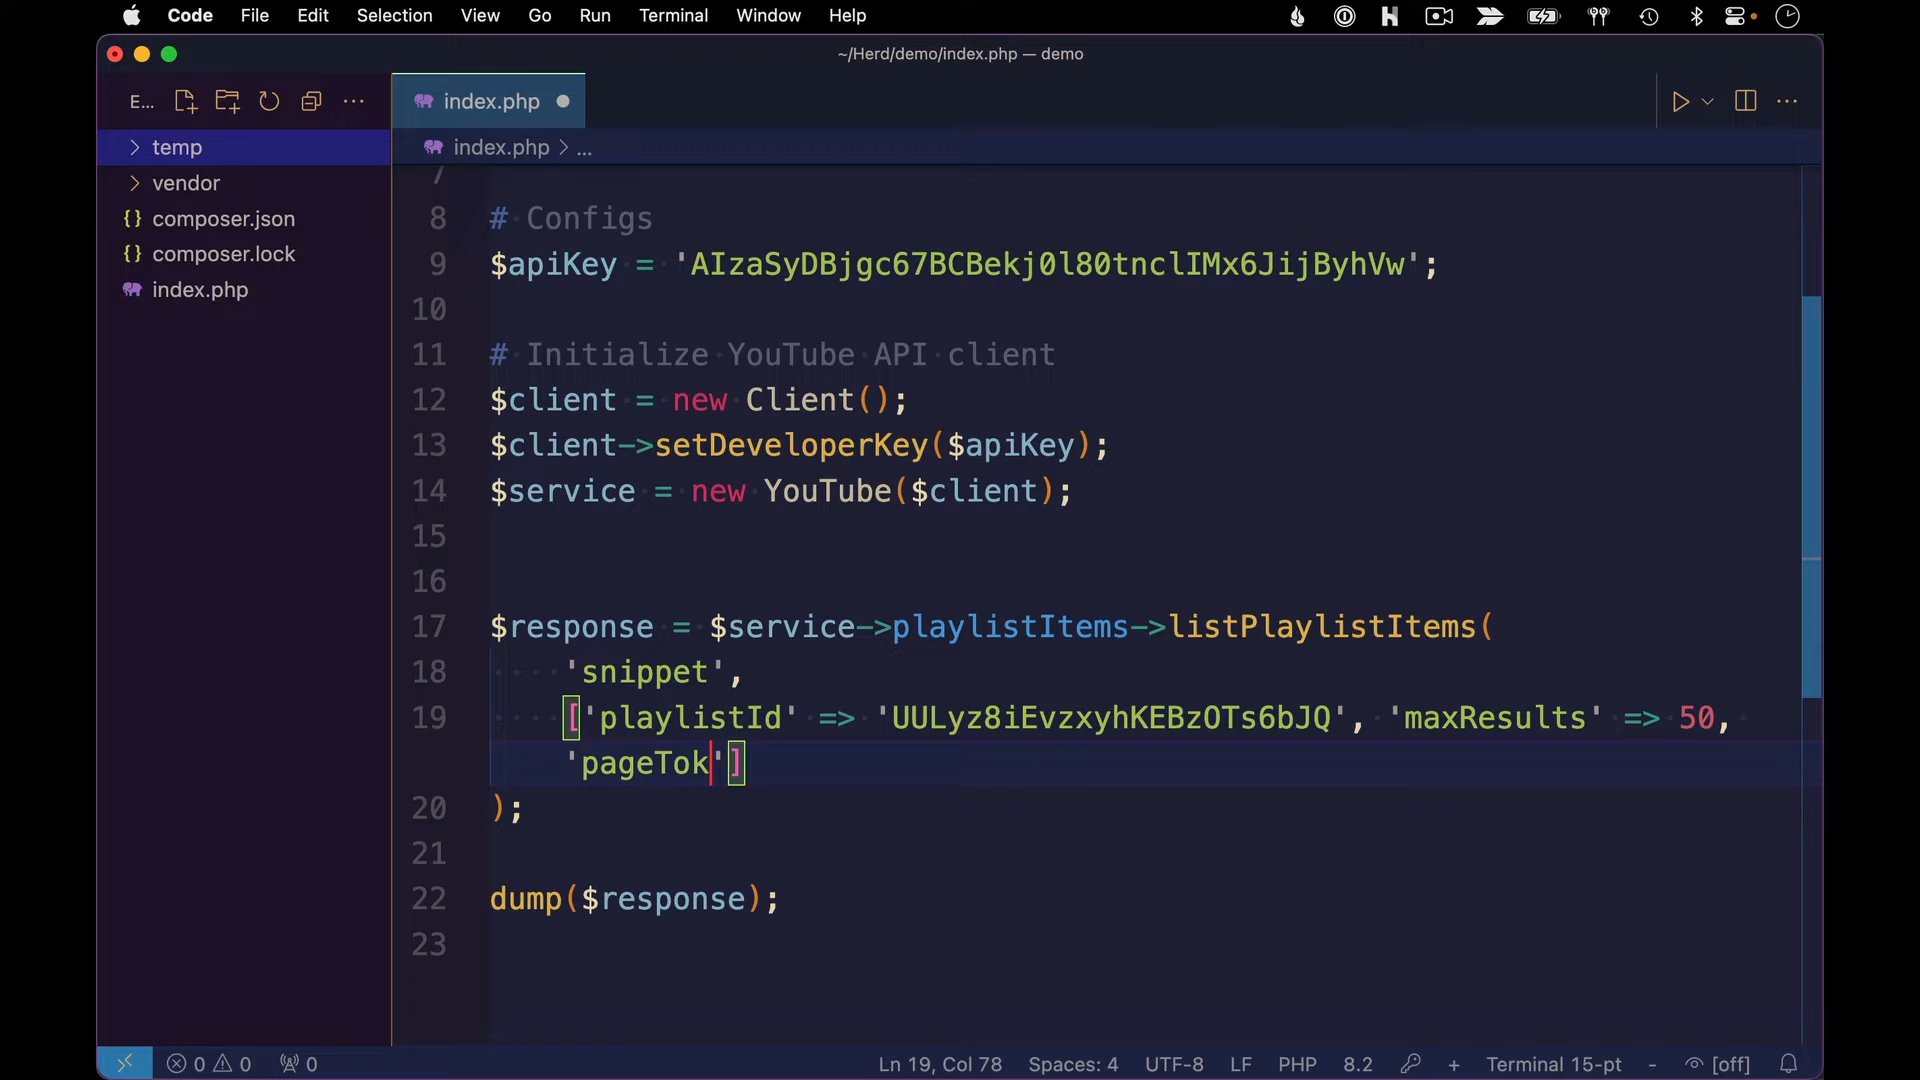 Code File Edit Selection View Go Run Terminal Window Help
~/Herd/demo/index.php — demo
E... index.php
temp
index.php > ...
vendor
composer.json
composer.lock
index.php
7
8 # Configs
9 $apiKey = 'AIzaSyDBjgc67BCBekj0l80tnclIMx6JijByhVw';
10
11 # Initialize YouTube API client
12 $client = new Client();
13 $client->setDeveloperKey($apiKey);
14 $service = new YouTube($client);
15
16
17 $response = $service->playlistItems->listPlaylistItems(
18 'snippet',
19 ['playlistId' => 'UULyz8iEvzxyhKEBzOTs6bJQ', 'maxResults' => 50,
'pageTok']
20 );
21
22 dump($response);
23
0 0 0 Ln 19, Col 78 Spaces: 4 UTF-8 LF PHP 8.2 + Terminal 15-pt - [off]